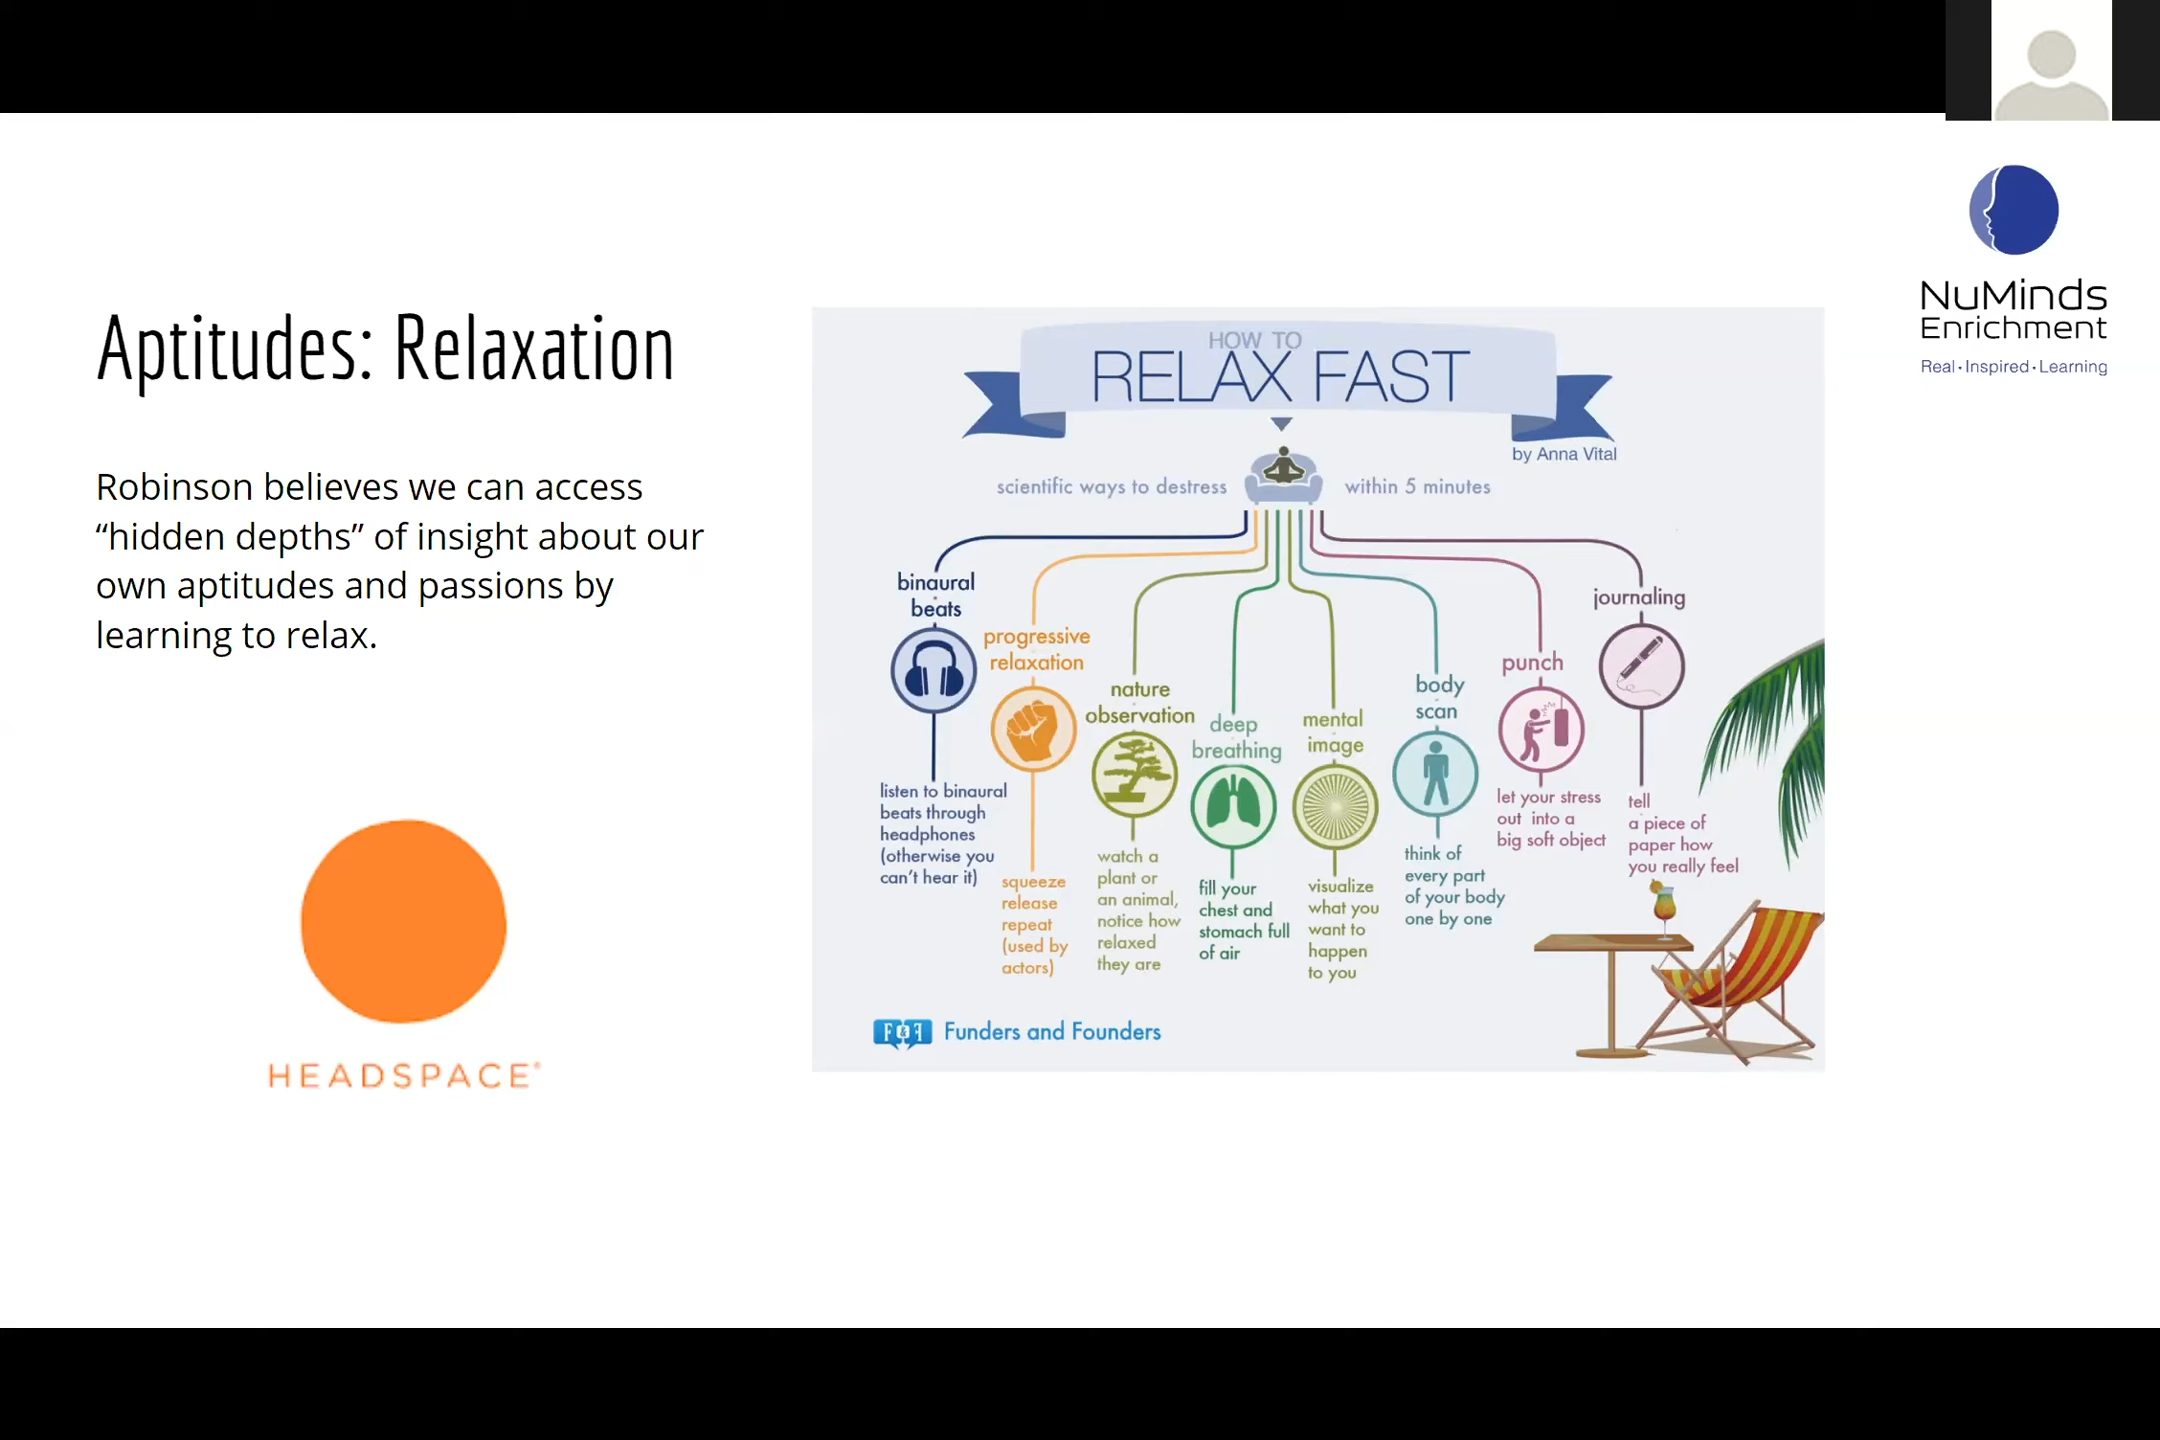 Aptitudes: Relaxation
Robinson believes we can access
“hidden depths” of insight about our
own aptitudes and passions by
learning to relax.
HEADSPACE®
HOW TO
RELAX FAST
by Anna Vital
scientific ways to destress
within 5 minutes
binaural
beats
listen to binaural
beats through
headphones
(otherwise you
can't hear it)
progressive
relaxation
squeeze
release
repeat
(used by
actors)
nature
observation
watch a
plant or
an animal,
notice how
relaxed
they are
deep
breathing
fill your
chest and
stomach full
of air
mental
image
visualize
what you
want to
happen
to you
body
scan
think of
every part
of your body
one by one
punch
let your stress
out into a
big soft object
journaling
tell
a piece of
paper how
you really feel
F&F
Funders and Founders
NuMinds
Enrichment
Real·Inspired·Learning